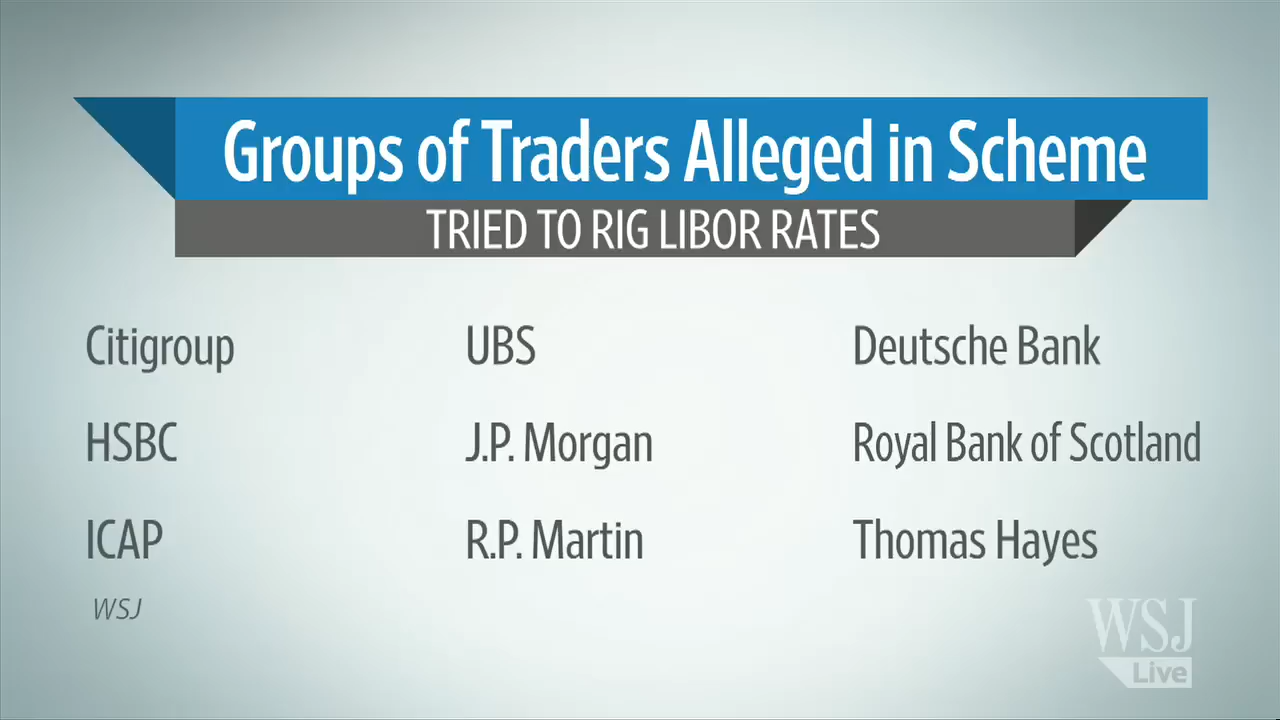 Groups of Traders Alleged in Scheme
TRIED TO RIG LIBOR RATES
Citigroup UBS Deutsche Bank
HSBC J.P. Morgan Royal Bank of Scotland
ICAP R.P. Martin Thomas Hayes
WSJ
WSJ
Live